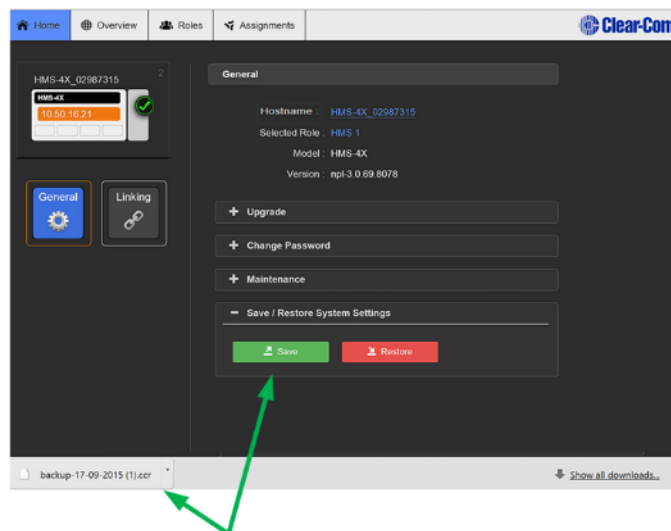 Home Overview Roles Assignments Clear-Com
HMS-4X_02987315 2
HMS-4X
10.50.16.21
General Linking
General
Hostname : HMS-4X_02987315
Selected Role : HMS 1
Model : HMS-4X
Version : npl-3.0.69.8078
+ Upgrade
+ Change Password
+ Maintenance
− Save / Restore System Settings
Save Restore
backup-17-09-2015 (1).ccr Show all downloads...